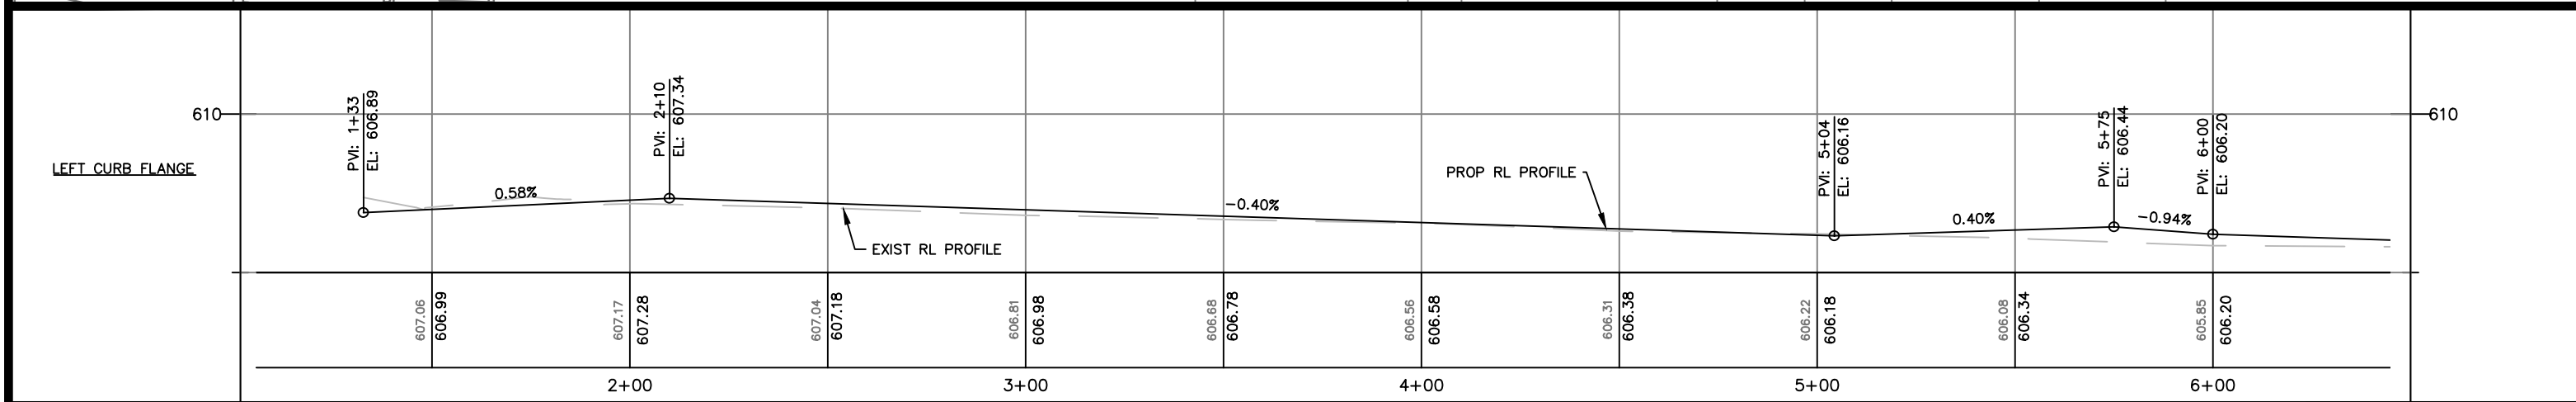 PVI: 1+33
EL: 606.89
PVI: 2+10
EL: 607.34
PVI: 5+04
EL: 606.16
PVI: 5+75
EL: 606.44
PVI: 6+00
EL: 606.20
610
610
LEFT CURB FLANGE
PROP RL PROFILE
0.58%
-0.40%
0.40%
-0.94%
EXIST RL PROFILE
607.06
606.99
607.17
607.28
607.04
607.18
606.81
606.98
606.68
606.78
606.56
606.58
606.31
606.38
606.22
606.18
606.08
606.34
605.85
606.20
2+00
3+00
4+00
5+00
6+00